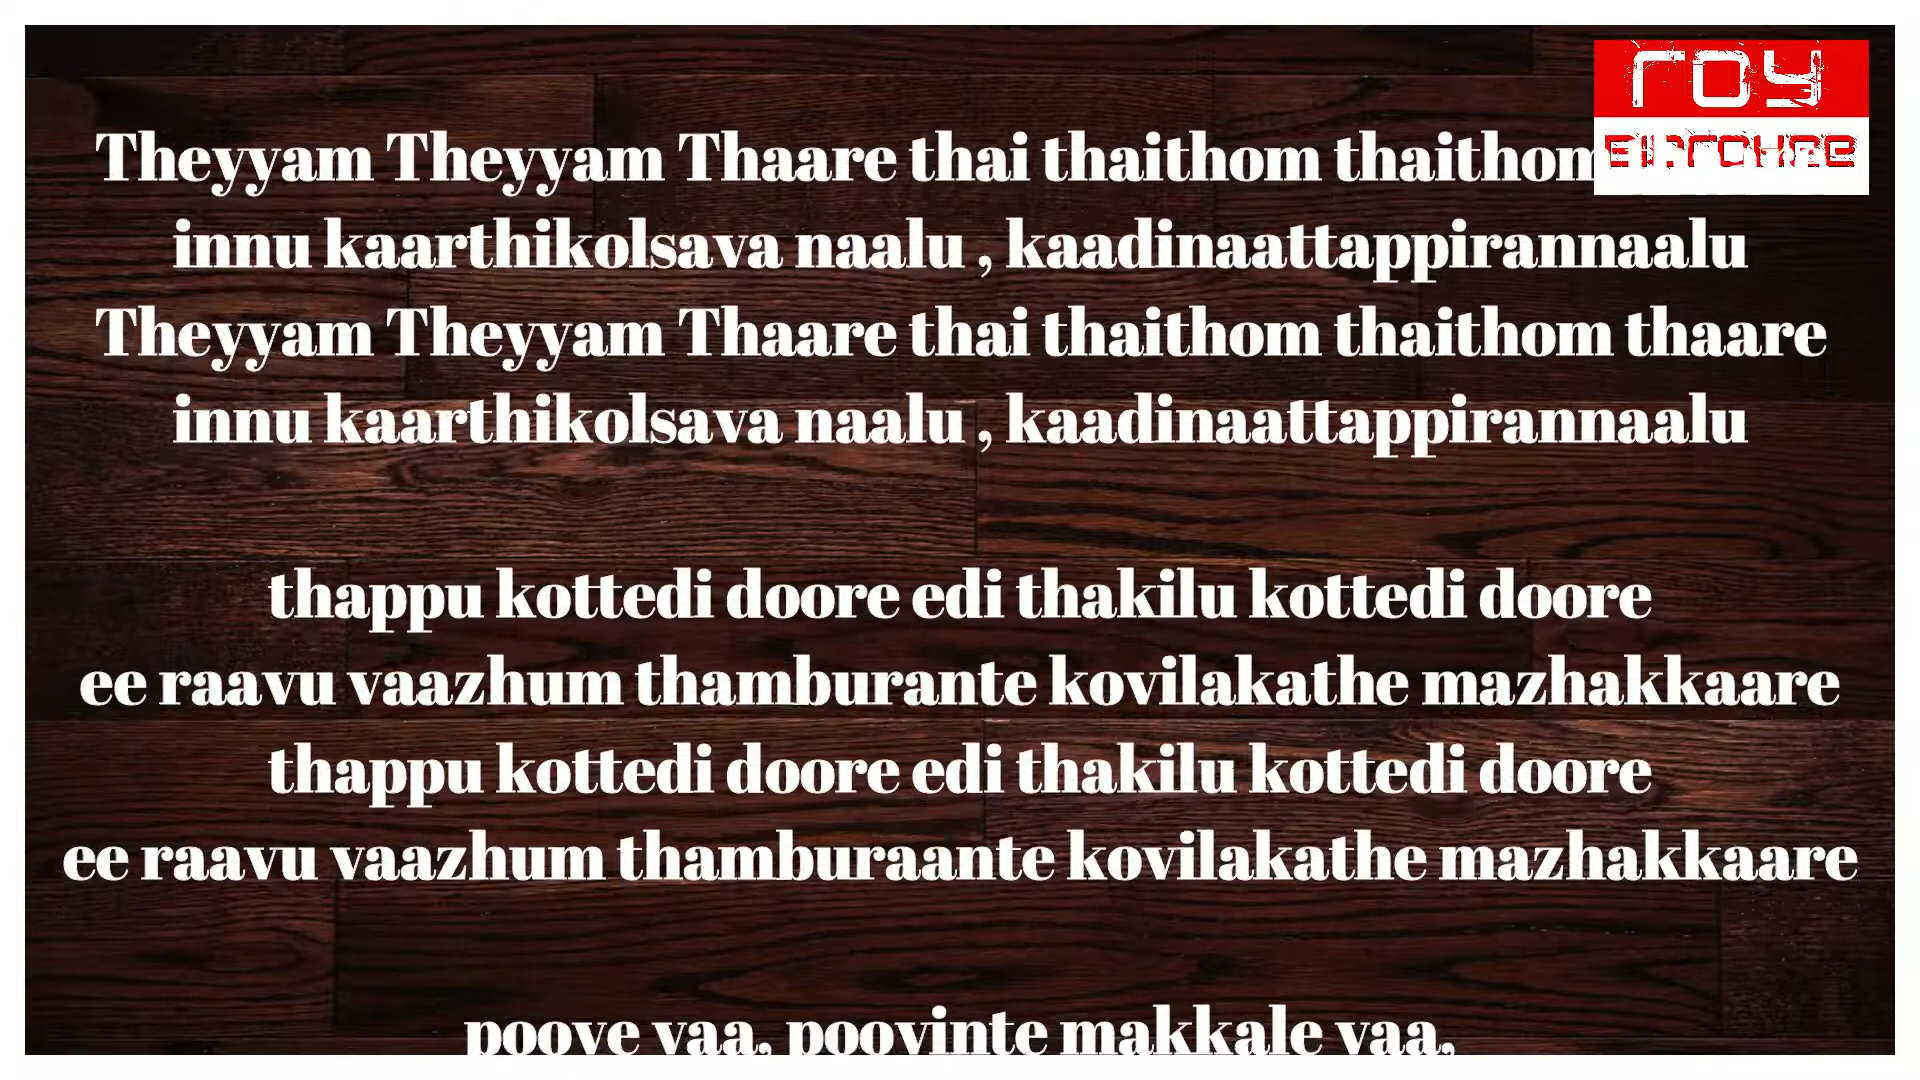 roy
Theyyam Theyyam Thaare thai thaithom thaithom
innu kaarthikolsava naalu , kaadinaattappirannaalu
Theyyam Theyyam Thaare thai thaithom thaithom thaare
innu kaarthikolsava naalu , kaadinaattappirannaalu
thappu kottedi doore edi thakilu kottedi doore
ee raavu vaazhum thamburante kovilakathe mazhakkaare
thappu kottedi doore edi thakilu kottedi doore
ee raavu vaazhum thamburaante kovilakathe mazhakkaare
poove vaa, poovinte makkale vaa,